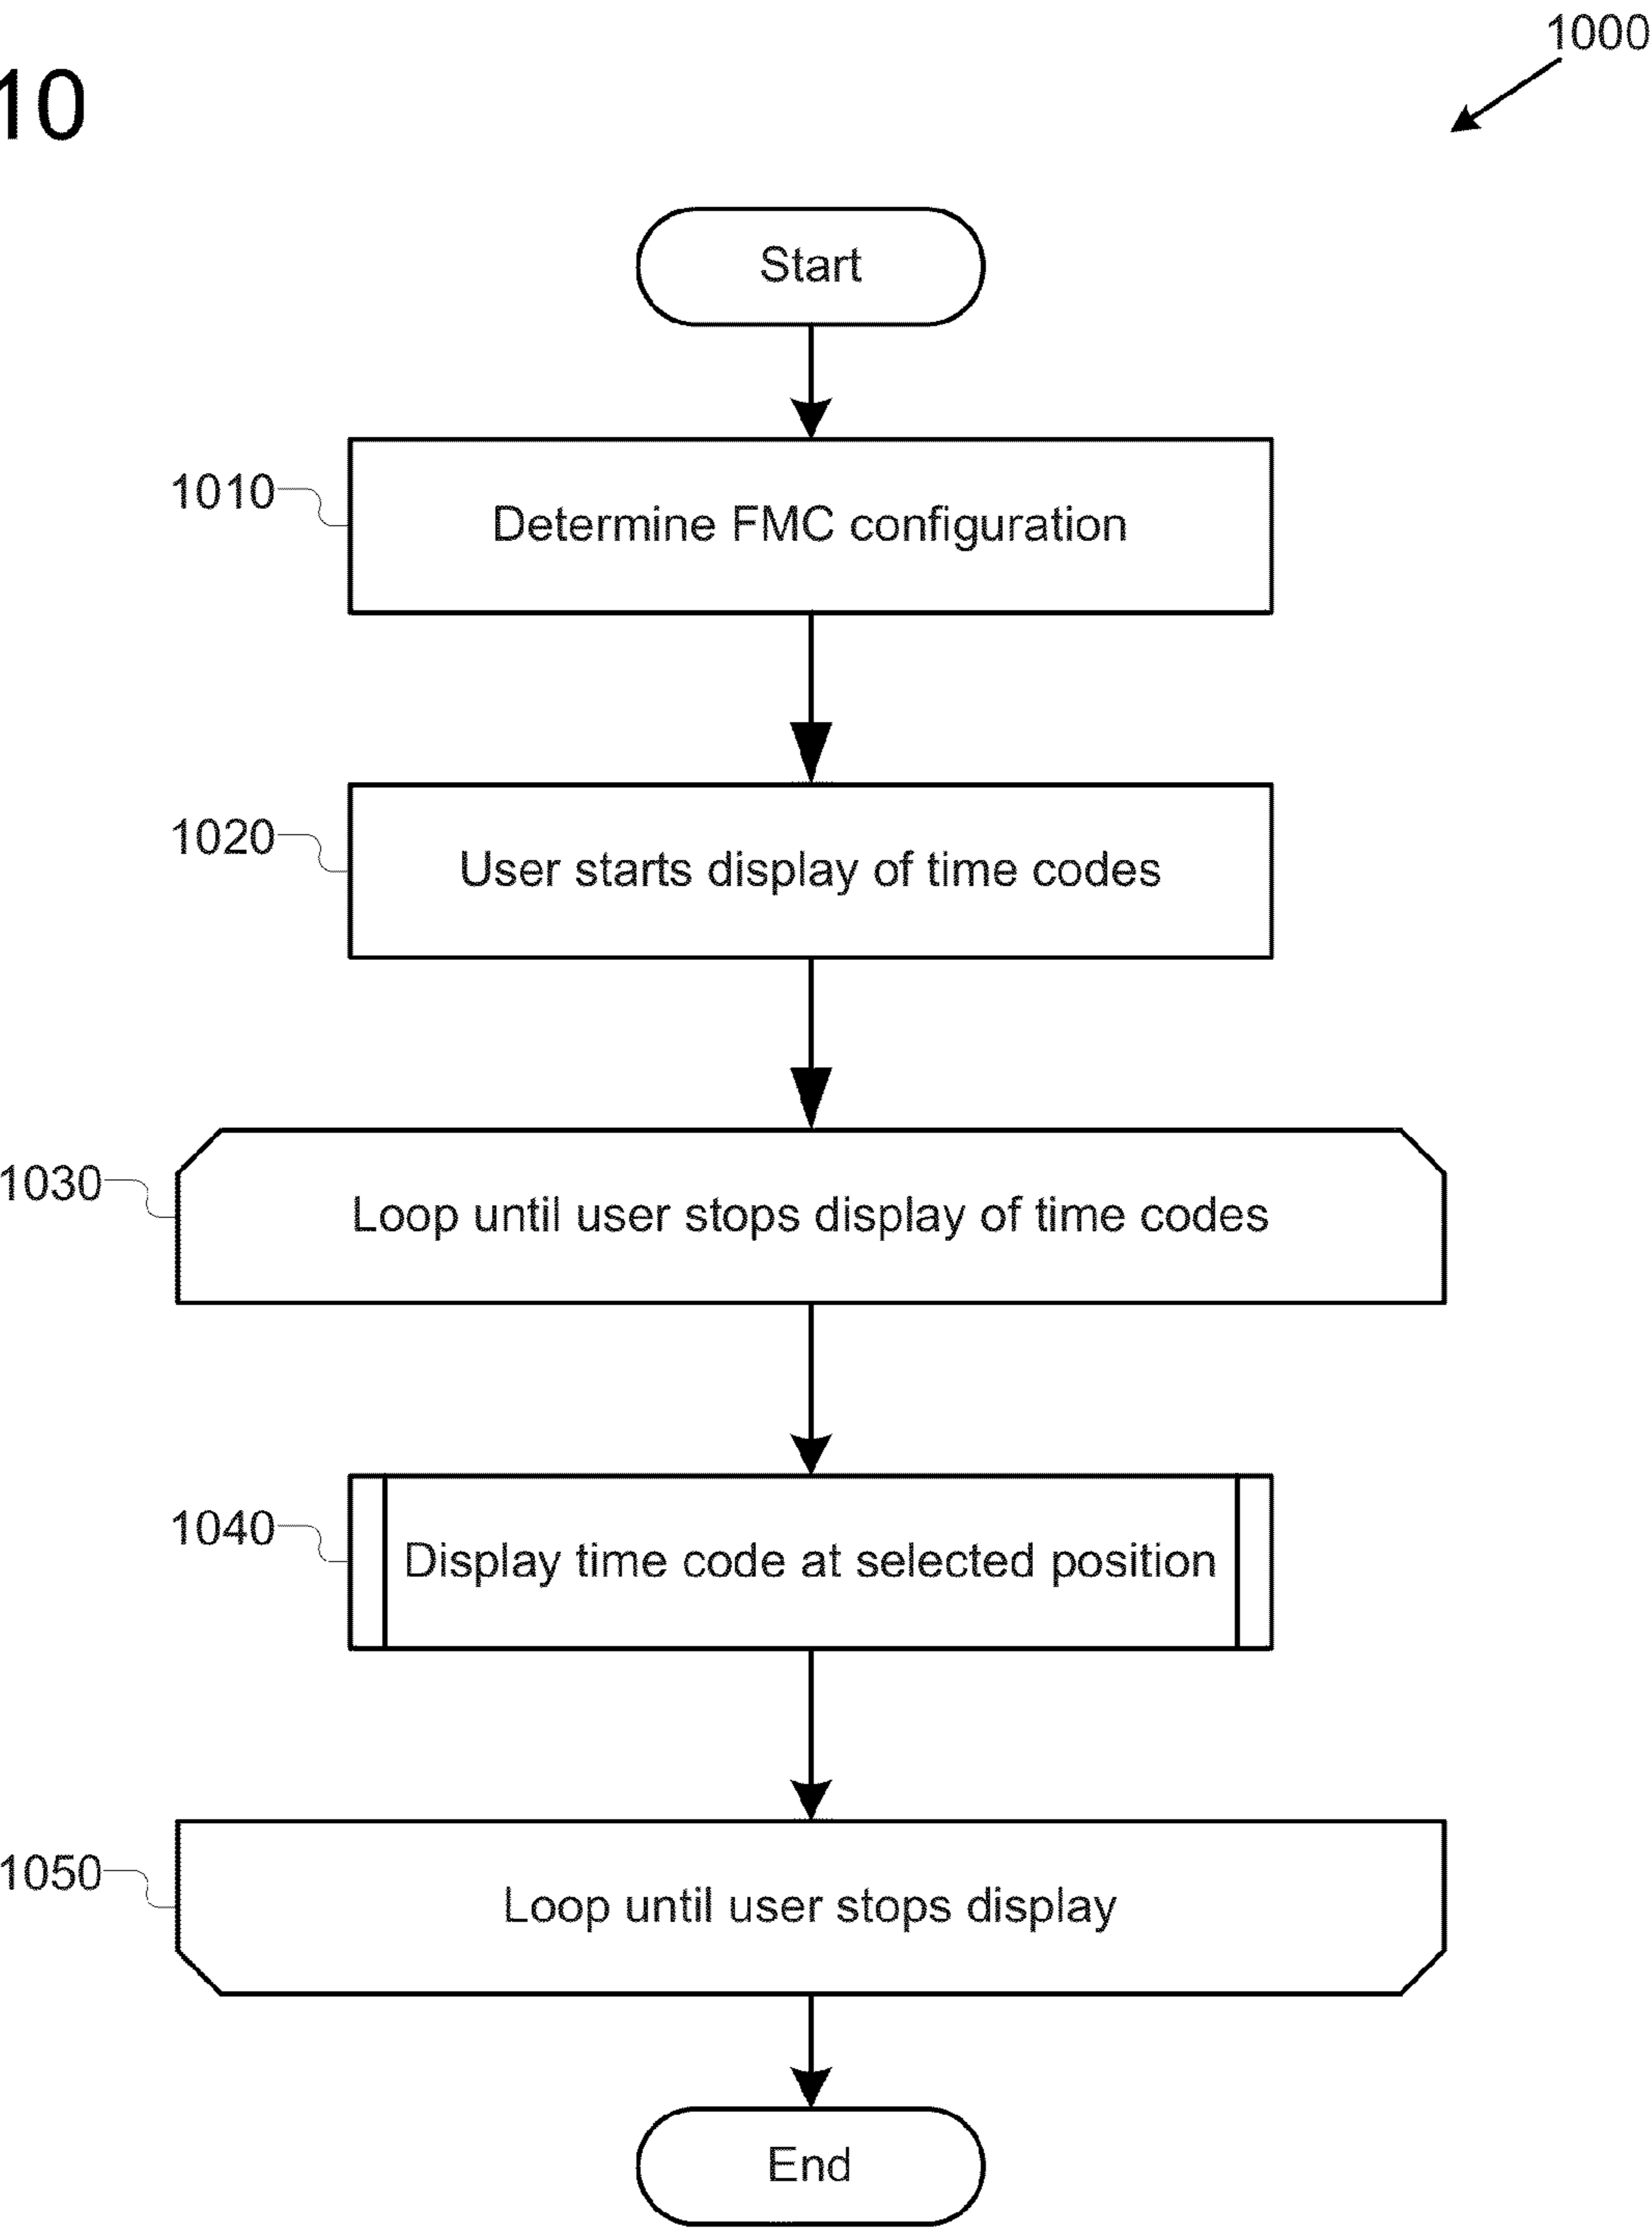 1000
10
Start
1010
Determine FMC configuration
1020
User starts display of time codes
1030
Loop until user stops display of time codes
1040
Display time code at selected position
1050
Loop until user stops display
End